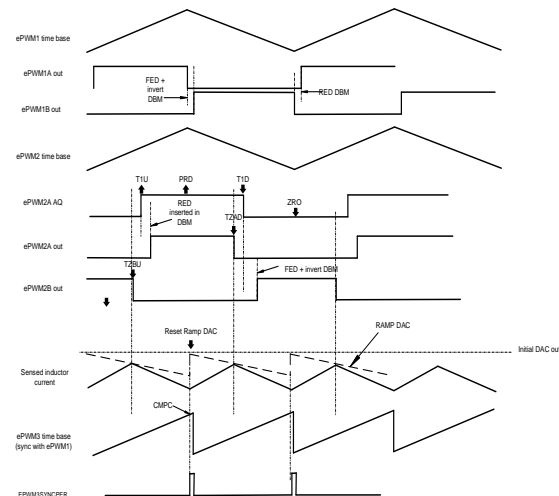 ePWM1 time base
ePWM1A out
FED +
invert
DBM
RED DBM
ePWM1B out
ePWM2 time base
T1U
PRD
T1D
ePWM2A AQ
RED
inserted in
DBM
ZRO
TZAD
ePWM2A out
TZBU
FED + invert DBM
ePWM2B out
Reset Ramp DAC
RAMP DAC
Initial DAC out
Sensed inductor
current
CMPC
ePWM3 time base
(sync with ePWM1)
EPWM3SYNCPER